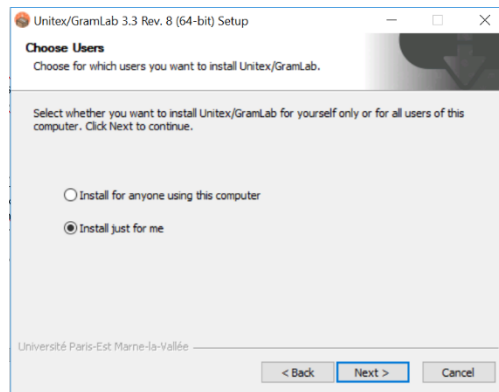 Unitex/GramLab 3.3 Rev. 8 (64-bit) Setup
Choose Users
Choose for which users you want to install Unitex/GramLab.
Select whether you want to install Unitex/GramLab for yourself only or for all users of this
computer. Click Next to continue.
Install for anyone using this computer
Install just for me
Université Paris-Est Marne-la-Vallée
< Back Next > Cancel